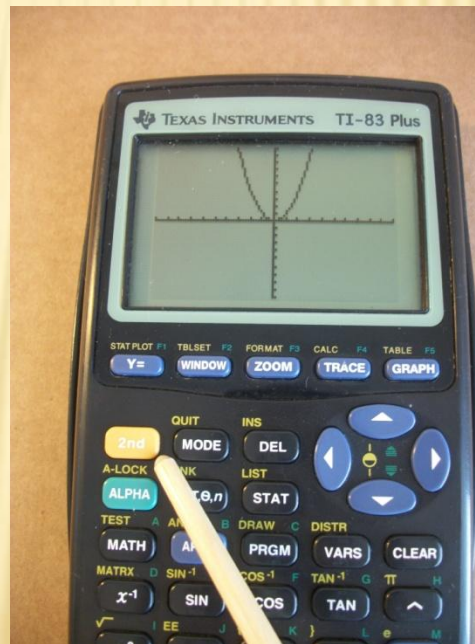 TEXAS INSTRUMENTS TI-83 Plus
STAT PLOT F1 TBLSET F2 FORMAT F3 CALC F4 TABLE F5
Y= WINDOW ZOOM TRACE GRAPH
QUIT INS
2nd MODE DEL
A-LOCK LIST
ALPHA ,θ,n STAT
TEST A B DRAW C DISTR
MATH PRGM VARS CLEAR
MATRX D SIN⁻¹ COS⁻¹ F TAN⁻¹ G π H
x⁻¹ SIN COS TAN ^
√ I EE J K { L e M